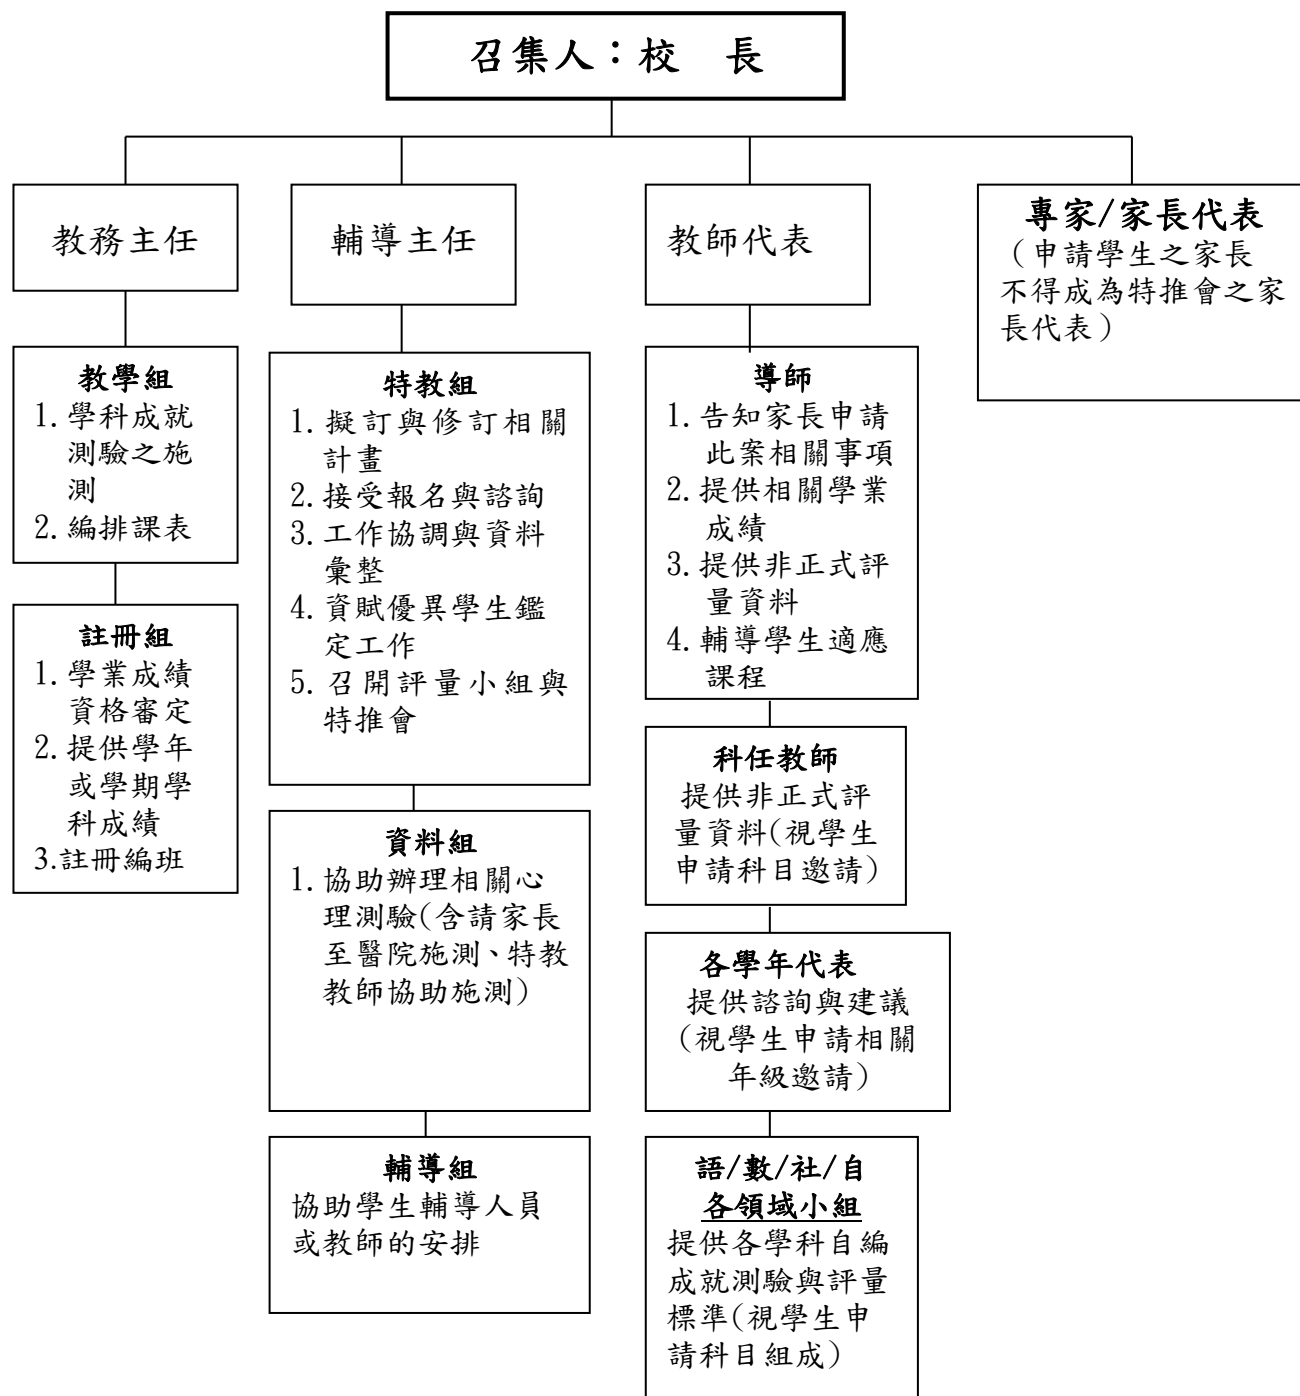 召集人：校　長
教務主任
輔導主任
教師代表
專家/家長代表
（申請學生之家長
不得成為特推會之家
長代表）
教學組
1. 學科成就
測驗之施
測
2. 編排課表
註冊組
1. 學業成績
資格審定
2. 提供學年
或學期學
科成績
3.註冊編班
特教組
1. 擬訂與修訂相關
計畫
2. 接受報名與諮詢
3. 工作協調與資料
彙整
4. 資賦優異學生鑑
定工作
5. 召開評量小組與
特推會
資料組
1. 協助辦理相關心
理測驗(含請家長
至醫院施測、特教
教師協助施測)
輔導組
協助學生輔導人員
或教師的安排
導師
1. 告知家長申請
此案相關事項
2. 提供相關學業
成績
3. 提供非正式評
量資料
4. 輔導學生適應
課程
科任教師
提供非正式評
量資料(視學生
申請科目邀請)
各學年代表
提供諮詢與建議
(視學生申請相關
年級邀請)
語/數/社/自
各領域小組
提供各學科自編
成就測驗與評量
標準(視學生申
請科目組成)